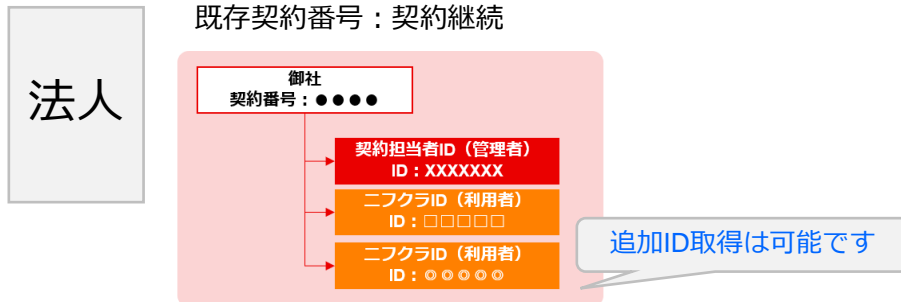 既存契約番号：契約継続
法人
御社
契約番号：●●●●
契約担当者ID（管理者）
ID：XXXXXXX
ニフクラID（利用者）
ID：□□□□□
ニフクラID（利用者）
ID：◎◎◎◎◎
追加ID取得は可能です